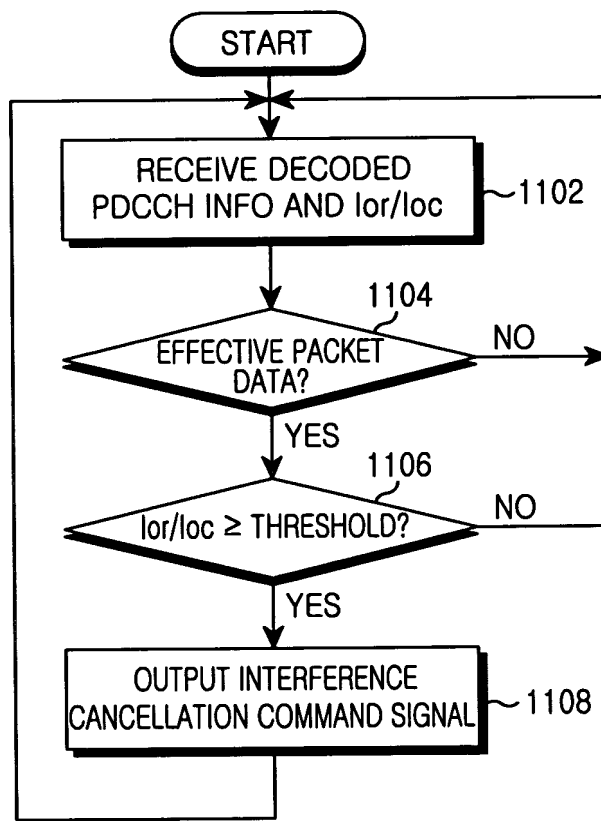 START
RECEIVE DECODED
PDCCH INFO AND Ior/Ioc
1102
1104
EFFECTIVE PACKET
DATA?
NO
YES
1106
Ior/Ioc ≥ THRESHOLD?
NO
YES
OUTPUT INTERFERENCE
CANCELLATION COMMAND SIGNAL
1108